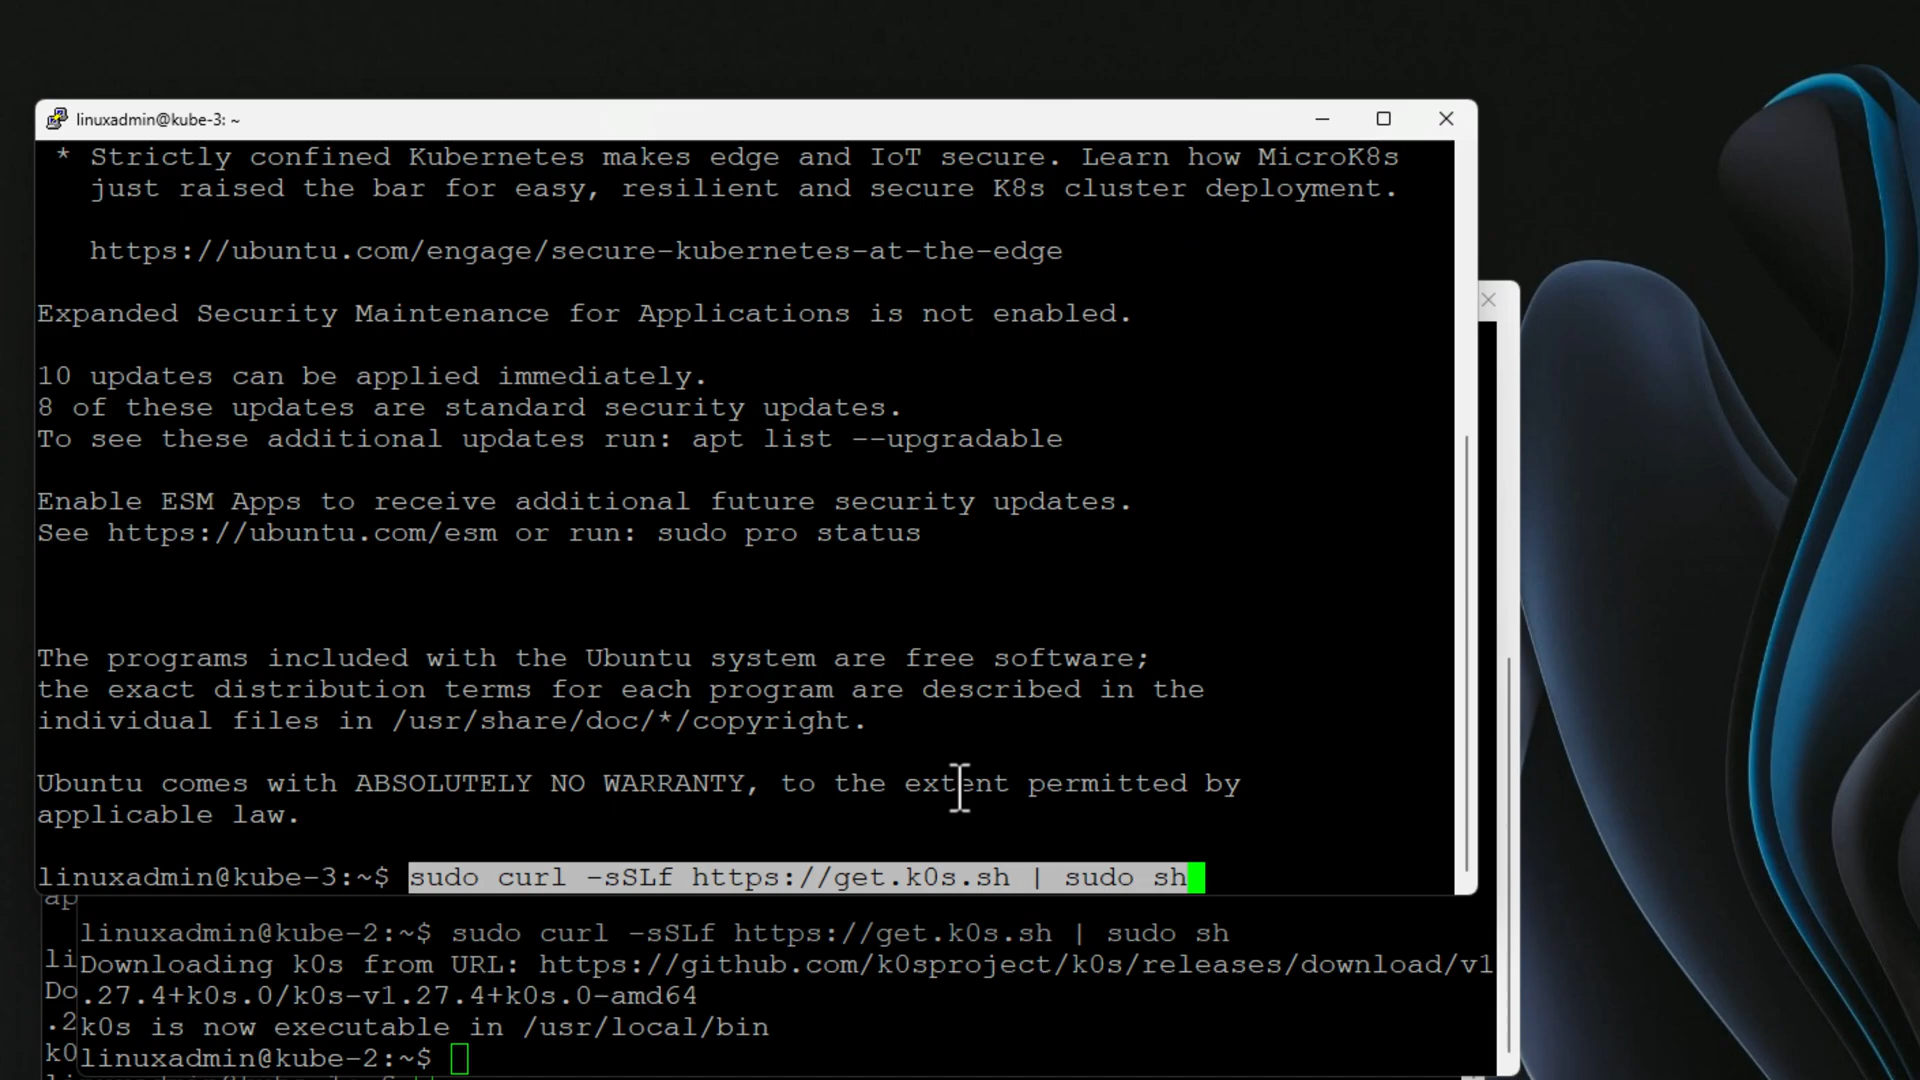 linuxadmin@kube-3: ~
* Strictly confined Kubernetes makes edge and IoT secure. Learn how MicroK8s
just raised the bar for easy, resilient and secure K8s cluster deployment.
https://ubuntu.com/engage/secure-kubernetes-at-the-edge
Expanded Security Maintenance for Applications is not enabled.
10 updates can be applied immediately.
8 of these updates are standard security updates.
To see these additional updates run: apt list --upgradable
Enable ESM Apps to receive additional future security updates.
See https://ubuntu.com/esm or run: sudo pro status
The programs included with the Ubuntu system are free software;
the exact distribution terms for each program are described in the
individual files in /usr/share/doc/*/copyright.
Ubuntu comes with ABSOLUTELY NO WARRANTY, to the extent permitted by
applicable law.
linuxadmin@kube-3:~$ sudo curl -sSLf https://get.k0s.sh | sudo sh
ap
linuxadmin@kube-2:~$ sudo curl -sSLf https://get.k0s.sh | sudo sh
li
Downloading k0s from URL: https://github.com/k0sproject/k0s/releases/download/v1
Do
.27.4+k0s.0/k0s-v1.27.4+k0s.0-amd64
.2
k0s is now executable in /usr/local/bin
k0
linuxadmin@kube-2:~$